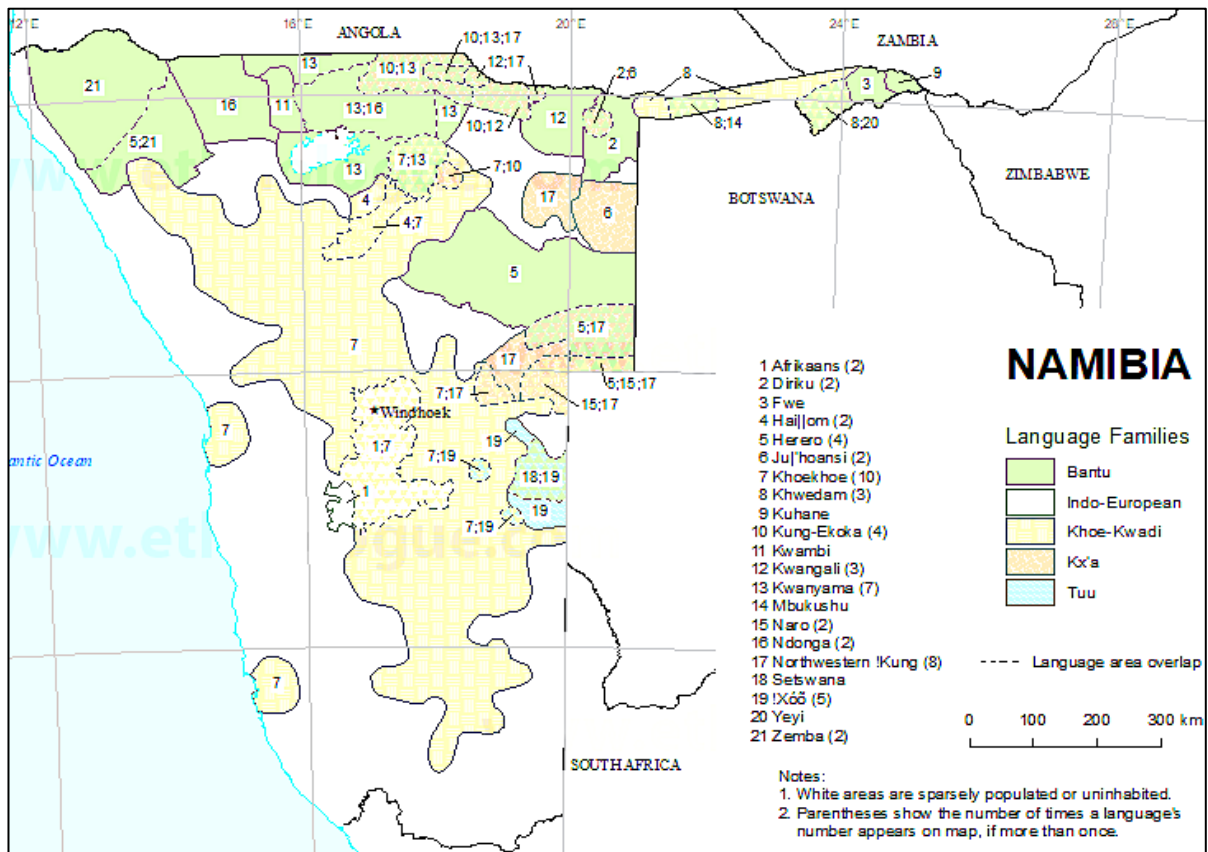 12°E
16°E
20°E
24°E
28°E
ANGOLA
ZAMBIA
10;13;17
12;17
13
10;13
2;6
8
9
21
16
11
13;16
13
10;12
12
3
8;14
8;20
5;21
2
13
7;13
7;10
17
6
4
4;7
ZIMBABWE
BOTSWANA
5
5;17
7
17
5;15;17
7;17
15;17
Windhoek
7
1;7
19
7;19
18;19
1
19
7;19
antic Ocean
7
SOUTH AFRICA
NAMIBIA
1 Afrikaans (2)
2 Diriku (2)
3 Fwe
4 Hai||om (2)
5 Herero (4)
6 Ju|'hoansi (2)
7 Khoekhoe (10)
8 Khwedam (3)
9 Kuhane
10 Kung-Ekoka (4)
11 Kwambi
12 Kwangali (3)
13 Kwanyama (7)
14 Mbukushu
15 Naro (2)
16 Ndonga (2)
17 Northwestern !Kung (8)
18 Setswana
19 !Xóõ (5)
20 Yeyi
21 Zemba (2)
Language Families
Bantu
Indo-European
Khoe-Kwadi
Kx'a
Tuu
Language area overlap
0 100 200 300 km
Notes:
1. White areas are sparsely populated or uninhabited.
2. Parentheses show the number of times a language's
number appears on map, if more than once.